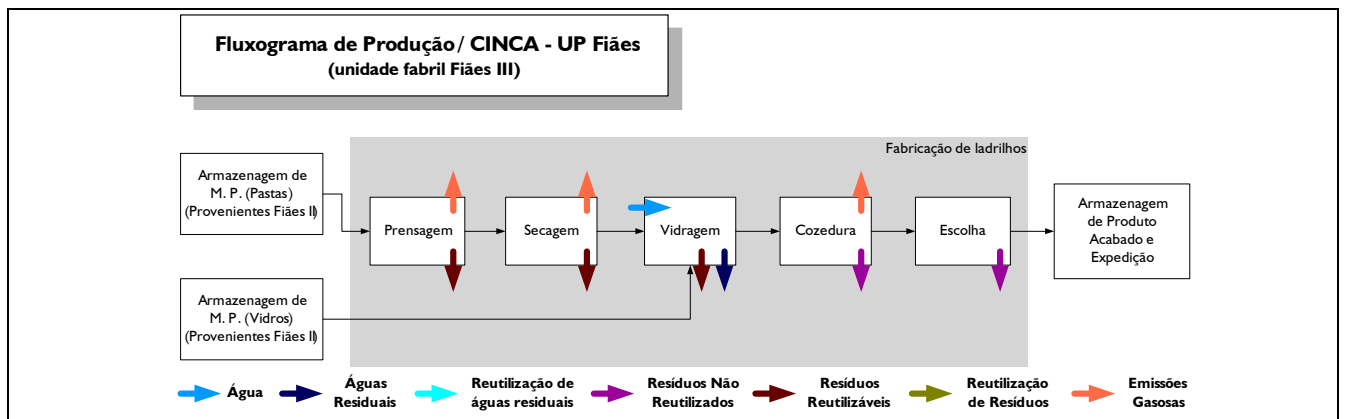 Fluxograma de Produção / CINCA - UP Fiães
(unidade fabril Fiães III)
Fabricação de ladrilhos
Armazenagem de
M. P. (Pastas)
(Provenientes Fiães II)
Prensagem
Secagem
Vidragem
Cozedura
Escolha
Armazenagem
de Produto
Acabado e
Expedição
Armazenagem de
M. P. (Vidros)
(Provenientes Fiães II)
Água
Águas
Residuais
Reutilização de
águas residuais
Resíduos Não
Reutilizados
Resíduos
Reutilizáveis
Reutilização
de Resíduos
Emissões
Gasosas